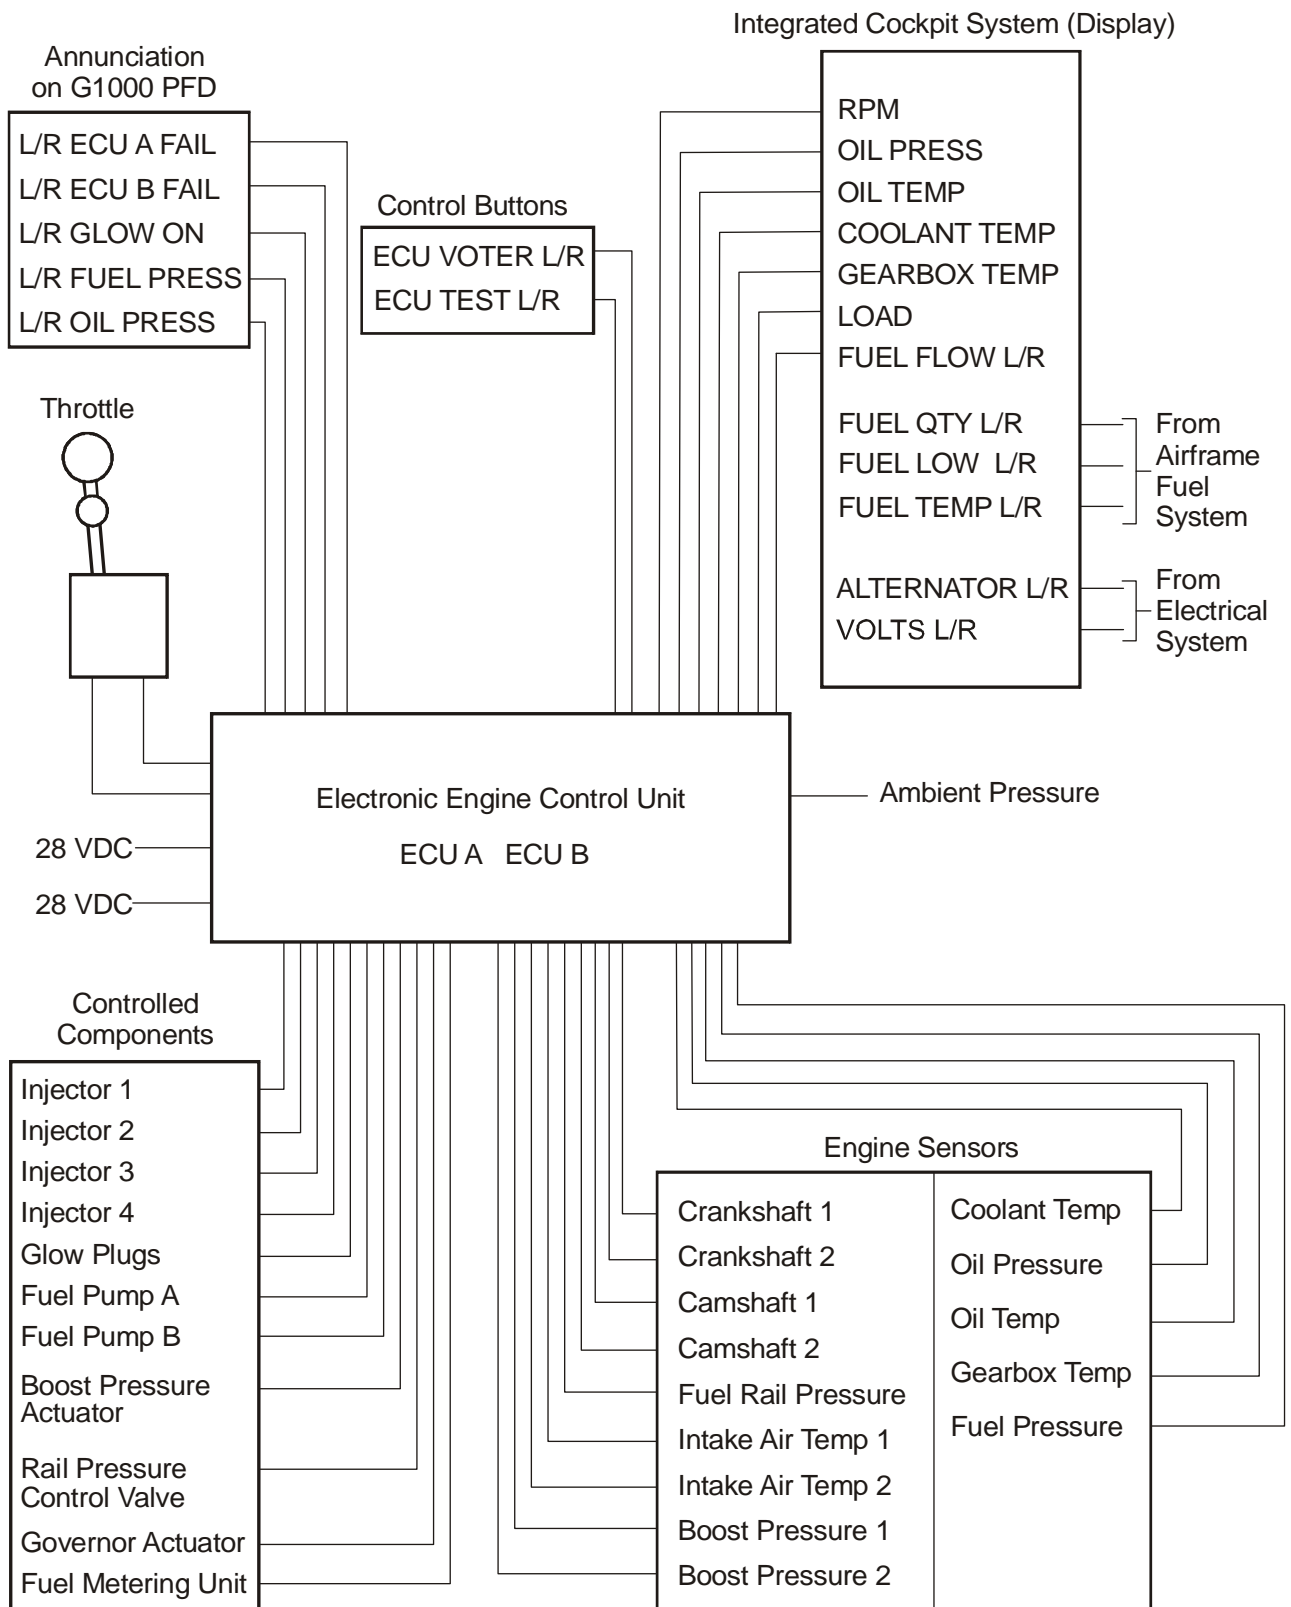 Integrated Cockpit System (Display)
Annunciation
on G1000 PFD
L/R ECU A FAIL
L/R ECU B FAIL
L/R GLOW ON
L/R FUEL PRESS
L/R OIL PRESS
Control Buttons
ECU VOTER L/R
ECU TEST L/R
RPM
OIL PRESS
OIL TEMP
COOLANT TEMP
GEARBOX TEMP
LOAD
FUEL FLOW L/R
FUEL QTY L/R
FUEL LOW L/R
FUEL TEMP L/R
From
Airframe
Fuel
System
ALTERNATOR L/R
VOLTS L/R
From
Electrical
System
Throttle
Electronic Engine Control Unit
ECU A ECU B
Ambient Pressure
28 VDC
28 VDC
Controlled
Components
Injector 1
Injector 2
Injector 3
Injector 4
Glow Plugs
Fuel Pump A
Fuel Pump B
Boost Pressure
Actuator
Rail Pressure
Control Valve
Governor Actuator
Fuel Metering Unit
Engine Sensors
Crankshaft 1
Crankshaft 2
Camshaft 1
Camshaft 2
Fuel Rail Pressure
Intake Air Temp 1
Intake Air Temp 2
Boost Pressure 1
Boost Pressure 2
Coolant Temp
Oil Pressure
Oil Temp
Gearbox Temp
Fuel Pressure